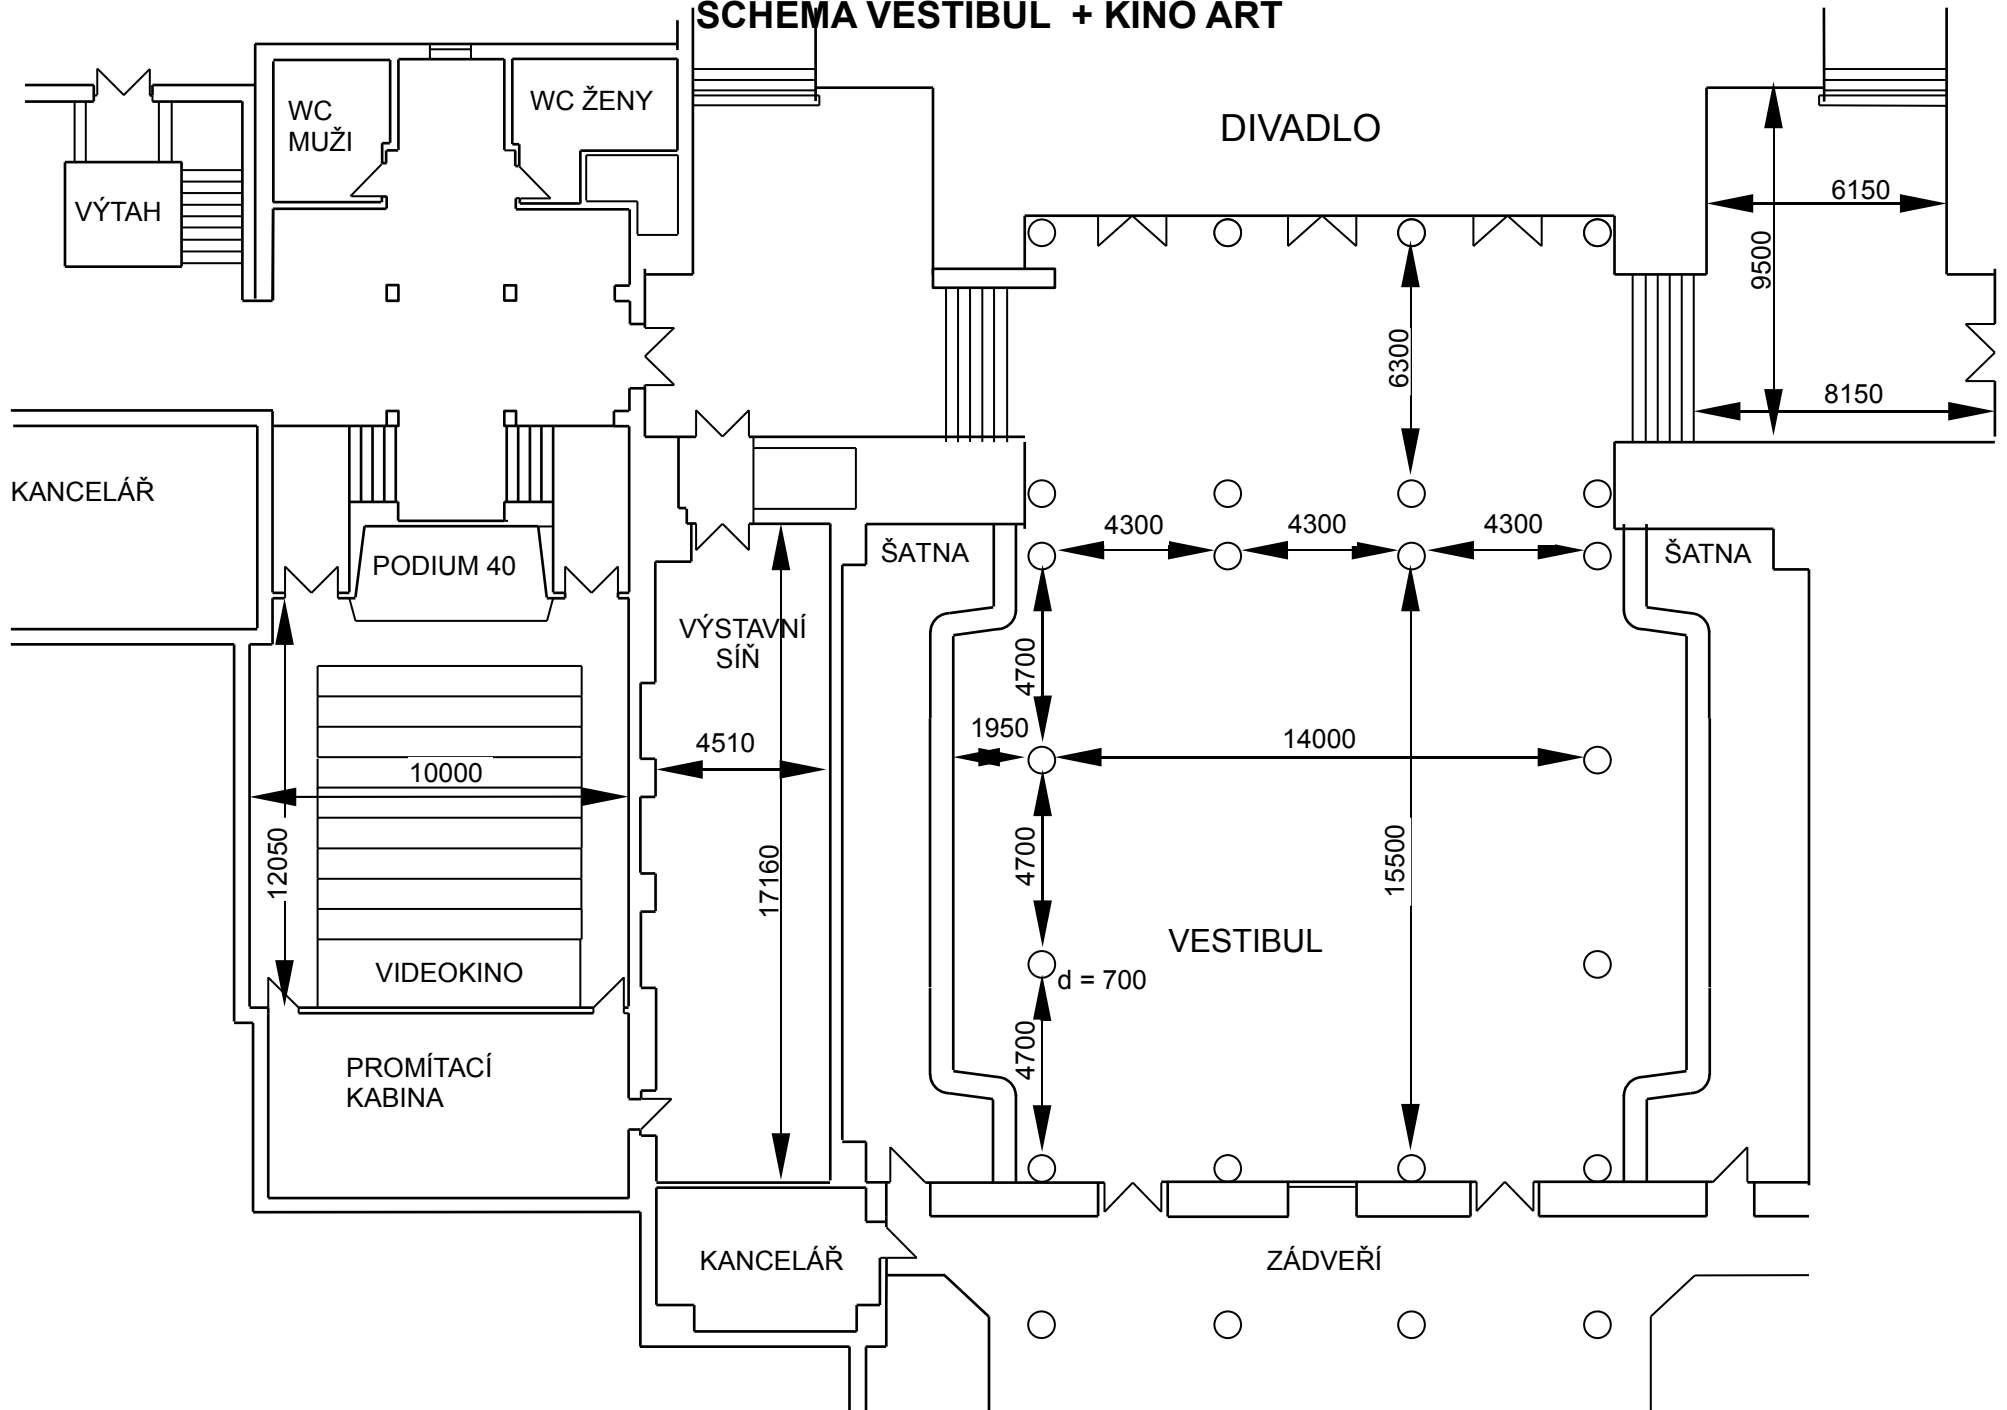 SCHEMA VESTIBUL + KINO ART
WC
MUŽI
WC ŽENY
DIVADLO
VÝTAH
6150
9500
6300
8150
KANCELÁŘ
PODIUM 40
ŠATNA
4300
4300
4300
ŠATNA
VÝSTAVNÍ
SÍŇ
4700
1950
14000
4510
10000
12050
17160
4700
15500
VESTIBUL
VIDEOKINO
d = 700
4700
PROMÍTACÍ
KABINA
KANCELÁŘ
ZÁDVEŘÍ